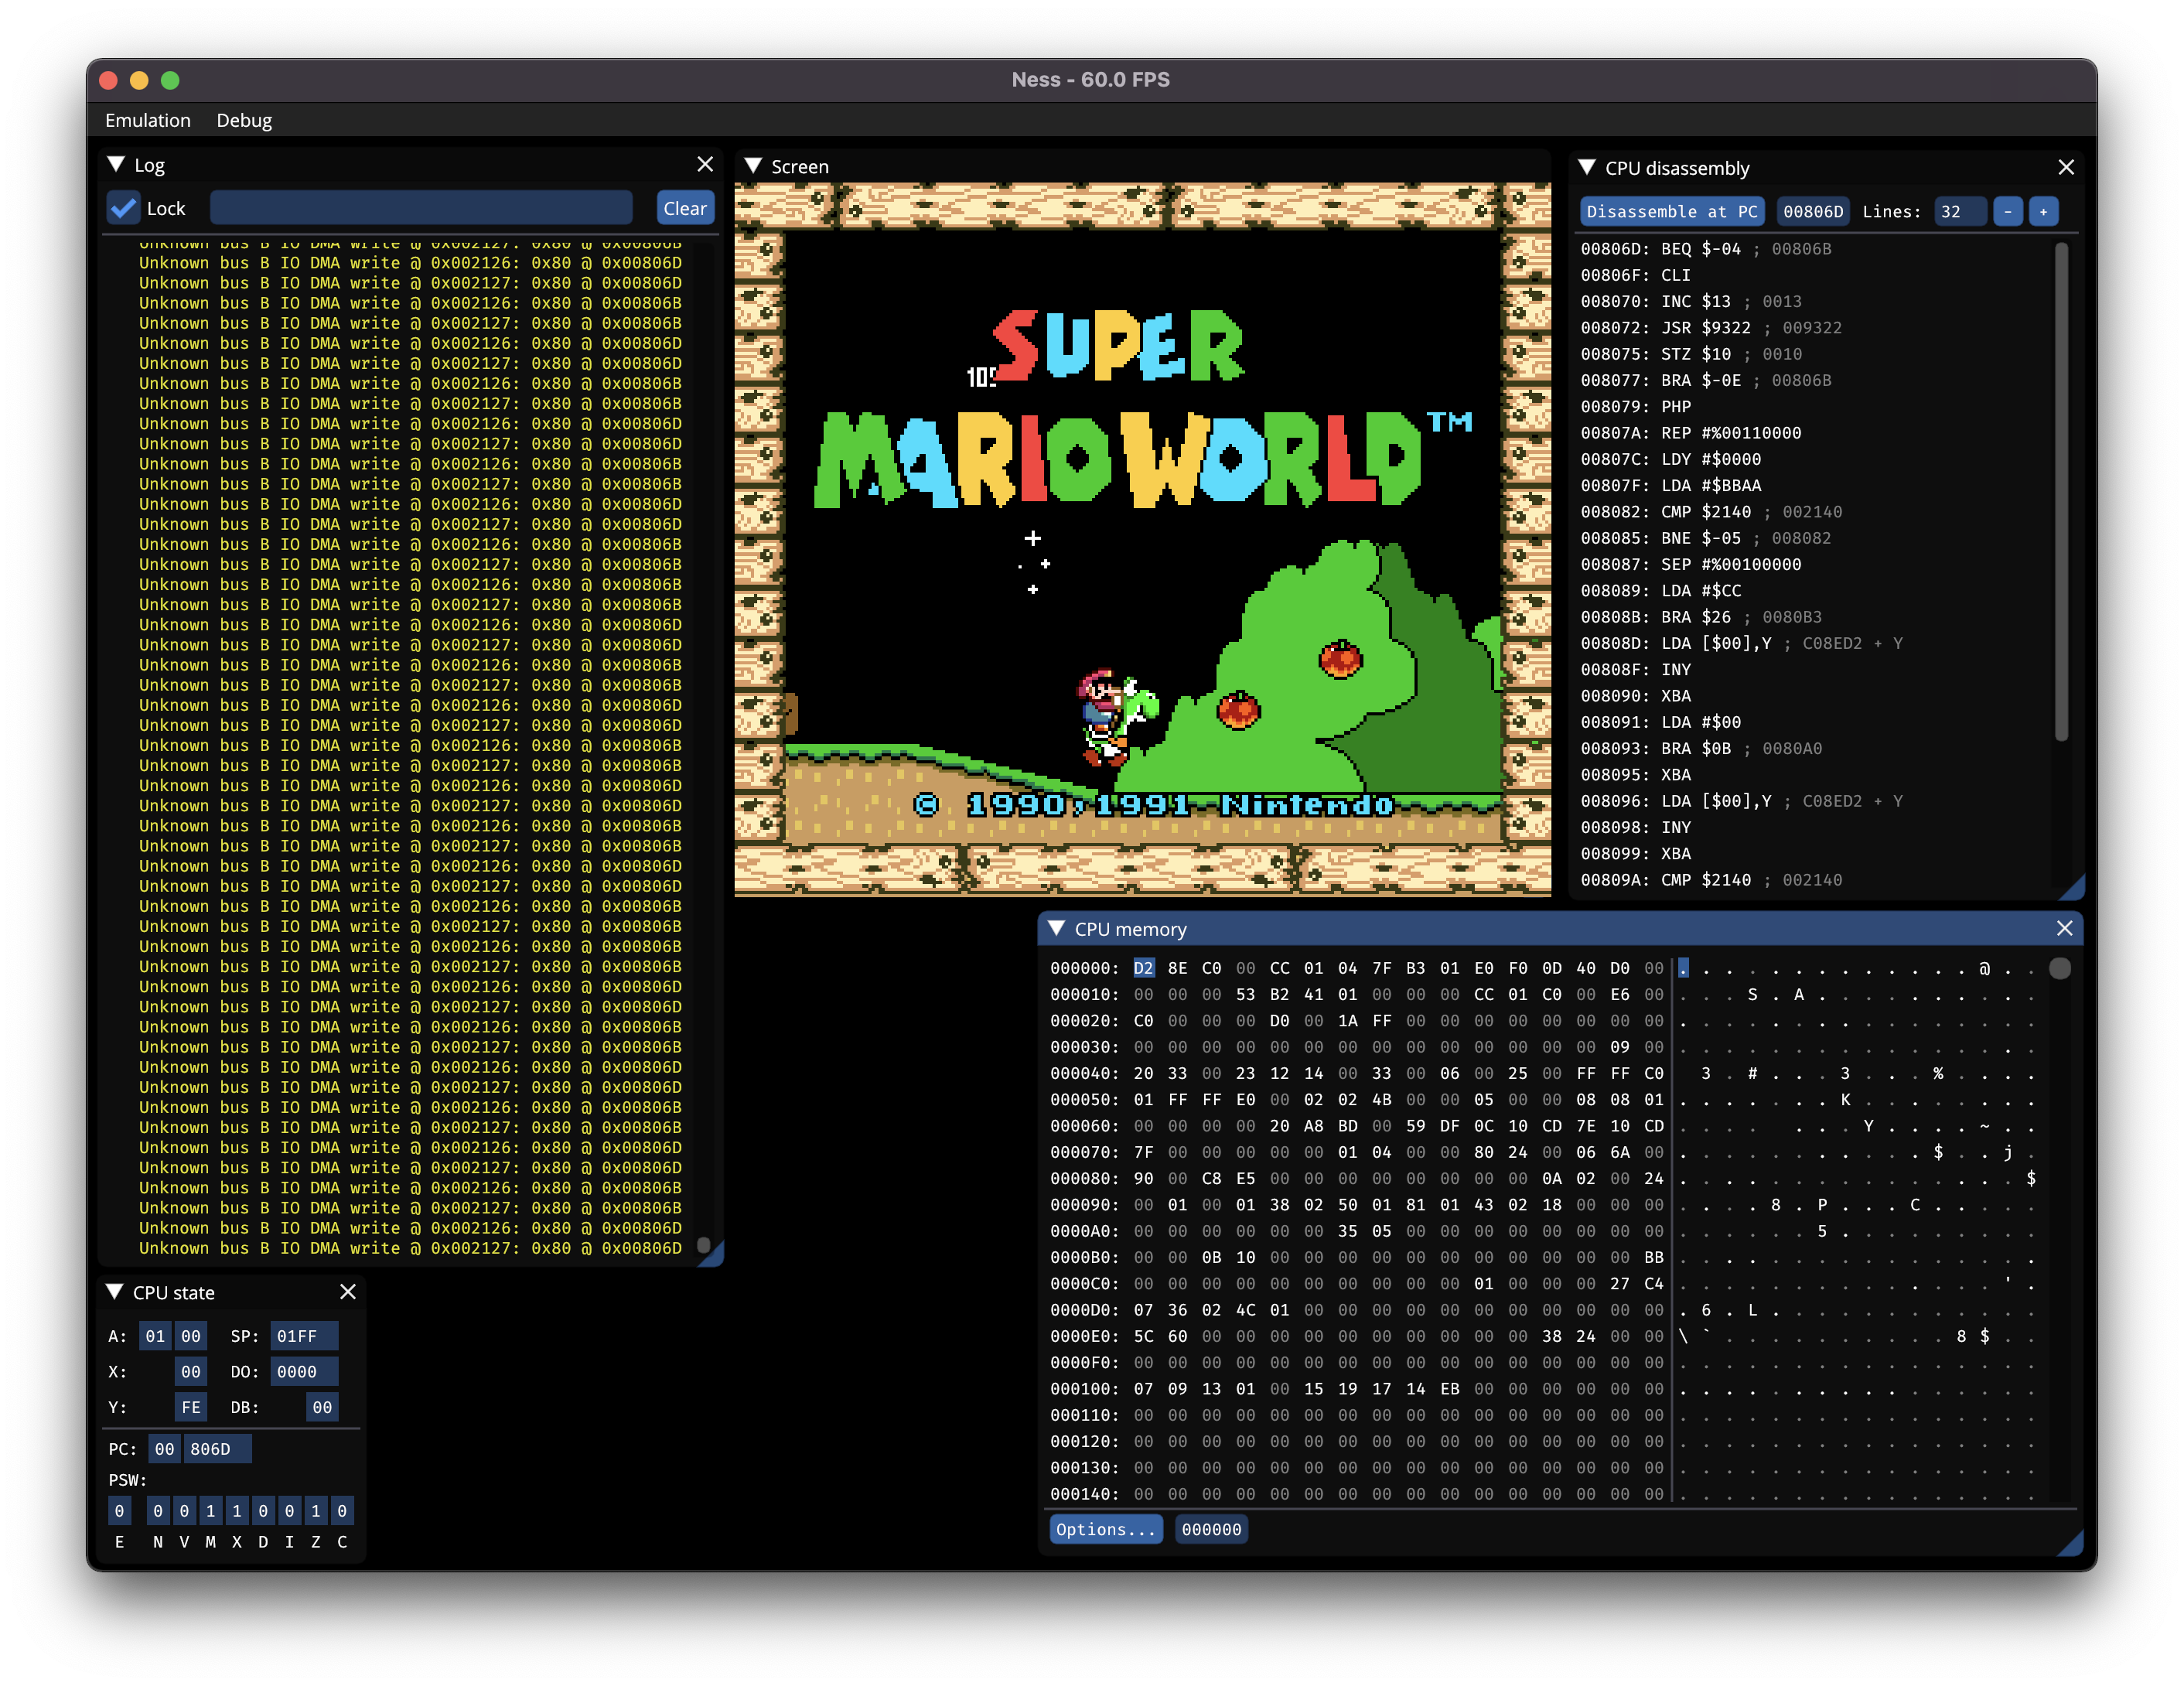 Ness - 60.0 FPS
Emulation Debug
Log
Lock Clear
Unknown bus B IO DMA write @ 0x002127: 0x80 @ 0x00806B
Unknown bus B IO DMA write @ 0x002126: 0x80 @ 0x00806D
Unknown bus B IO DMA write @ 0x002127: 0x80 @ 0x00806D
Unknown bus B IO DMA write @ 0x002126: 0x80 @ 0x00806B
Unknown bus B IO DMA write @ 0x002127: 0x80 @ 0x00806B
Unknown bus B IO DMA write @ 0x002126: 0x80 @ 0x00806D
Unknown bus B IO DMA write @ 0x002127: 0x80 @ 0x00806D
Unknown bus B IO DMA write @ 0x002126: 0x80 @ 0x00806B
Unknown bus B IO DMA write @ 0x002127: 0x80 @ 0x00806B
Unknown bus B IO DMA write @ 0x002126: 0x80 @ 0x00806D
Unknown bus B IO DMA write @ 0x002127: 0x80 @ 0x00806D
Unknown bus B IO DMA write @ 0x002126: 0x80 @ 0x00806B
Unknown bus B IO DMA write @ 0x002127: 0x80 @ 0x00806B
Unknown bus B IO DMA write @ 0x002126: 0x80 @ 0x00806D
Unknown bus B IO DMA write @ 0x002127: 0x80 @ 0x00806D
Unknown bus B IO DMA write @ 0x002126: 0x80 @ 0x00806B
Unknown bus B IO DMA write @ 0x002127: 0x80 @ 0x00806B
Unknown bus B IO DMA write @ 0x002126: 0x80 @ 0x00806B
Unknown bus B IO DMA write @ 0x002127: 0x80 @ 0x00806B
Unknown bus B IO DMA write @ 0x002126: 0x80 @ 0x00806D
Unknown bus B IO DMA write @ 0x002127: 0x80 @ 0x00806D
Unknown bus B IO DMA write @ 0x002126: 0x80 @ 0x00806B
Unknown bus B IO DMA write @ 0x002127: 0x80 @ 0x00806B
Unknown bus B IO DMA write @ 0x002126: 0x80 @ 0x00806D
Unknown bus B IO DMA write @ 0x002127: 0x80 @ 0x00806D
Unknown bus B IO DMA write @ 0x002126: 0x80 @ 0x00806B
Unknown bus B IO DMA write @ 0x002127: 0x80 @ 0x00806B
Unknown bus B IO DMA write @ 0x002126: 0x80 @ 0x00806D
Unknown bus B IO DMA write @ 0x002127: 0x80 @ 0x00806D
Unknown bus B IO DMA write @ 0x002126: 0x80 @ 0x00806B
Unknown bus B IO DMA write @ 0x002127: 0x80 @ 0x00806B
Unknown bus B IO DMA write @ 0x002126: 0x80 @ 0x00806D
Unknown bus B IO DMA write @ 0x002127: 0x80 @ 0x00806D
Unknown bus B IO DMA write @ 0x002126: 0x80 @ 0x00806B
Unknown bus B IO DMA write @ 0x002127: 0x80 @ 0x00806B
Unknown bus B IO DMA write @ 0x002126: 0x80 @ 0x00806B
Unknown bus B IO DMA write @ 0x002127: 0x80 @ 0x00806B
Unknown bus B IO DMA write @ 0x002126: 0x80 @ 0x00806D
Unknown bus B IO DMA write @ 0x002127: 0x80 @ 0x00806D
Unknown bus B IO DMA write @ 0x002126: 0x80 @ 0x00806B
Unknown bus B IO DMA write @ 0x002127: 0x80 @ 0x00806B
Unknown bus B IO DMA write @ 0x002126: 0x80 @ 0x00806D
Unknown bus B IO DMA write @ 0x002127: 0x80 @ 0x00806D
Unknown bus B IO DMA write @ 0x002126: 0x80 @ 0x00806B
Unknown bus B IO DMA write @ 0x002127: 0x80 @ 0x00806B
Unknown bus B IO DMA write @ 0x002126: 0x80 @ 0x00806D
Unknown bus B IO DMA write @ 0x002127: 0x80 @ 0x00806D
Unknown bus B IO DMA write @ 0x002126: 0x80 @ 0x00806B
Unknown bus B IO DMA write @ 0x002127: 0x80 @ 0x00806B
Unknown bus B IO DMA write @ 0x002126: 0x80 @ 0x00806D
Unknown bus B IO DMA write @ 0x002127: 0x80 @ 0x00806D
Screen
SUPER
105
MARIO WORLD TM
© 1990,1991 Nintendo
CPU disassembly
Disassemble at PC 00806D Lines: 32 - +
00806D: BEQ $-04 ; 00806B
00806F: CLI
008070: INC $13 ; 0013
008072: JSR $9322 ; 009322
008075: STZ $10 ; 0010
008077: BRA $-0E ; 00806B
008079: PHP
00807A: REP #%00110000
00807C: LDY #$0000
00807F: LDA #$BBAA
008082: CMP $2140 ; 002140
008085: BNE $-05 ; 008082
008087: SEP #%00100000
008089: LDA #$CC
00808B: BRA $26 ; 0080B3
00808D: LDA [$00],Y ; C08ED2 + Y
00808F: INY
008090: XBA
008091: LDA #$00
008093: BRA $0B ; 0080A0
008095: XBA
008096: LDA [$00],Y ; C08ED2 + Y
008098: INY
008099: XBA
00809A: CMP $2140 ; 002140
CPU state
A: 01 00 SP: 01FF
X: 00 DO: 0000
Y: FE DB: 00
PC: 00 806D
PSW:
0 0 0 1 1 0 0 1 0
E N V M X D I Z C
CPU memory
000000: D2 8E C0 00 CC 01 04 7F B3 01 E0 F0 0D 40 D0 00 . . . . . . . . . . . . . @ . .
000010: 00 00 00 53 B2 41 01 00 00 00 CC 01 C0 00 E6 00 . . . S . A . . . . . . . . . .
000020: C0 00 00 00 D0 00 1A FF 00 00 00 00 00 00 00 00 . . . . . . . . . . . . . . . .
000030: 00 00 00 00 00 00 00 00 00 00 00 00 00 00 09 00 . . . . . . . . . . . . . . . .
000040: 20 33 00 23 12 14 00 33 00 06 00 25 00 FF FF C0 3 . # . . . 3 . . . % . . . .
000050: 01 FF FF E0 00 02 02 4B 00 00 05 00 00 08 08 01 . . . . . . . K . . . . . . . .
000060: 00 00 00 00 20 A8 BD 00 59 DF 0C 10 CD 7E 10 CD . . . . . . . Y . . . . ~ . .
000070: 7F 00 00 00 00 00 01 04 00 00 80 24 00 06 6A 00 . . . . . . . . . . . $ . . j .
000080: 90 00 C8 E5 00 00 00 00 00 00 00 00 0A 02 00 24 . . . . . . . . . . . . . . . $
000090: 00 01 00 01 38 02 50 01 81 01 43 02 18 00 00 00 . . . . 8 . P . . . C . . . . .
0000A0: 00 00 00 00 00 00 35 05 00 00 00 00 00 00 00 00 . . . . . . 5 . . . . . . . . .
0000B0: 00 00 0B 10 00 00 00 00 00 00 00 00 00 00 00 BB . . . . . . . . . . . . . . . .
0000C0: 00 00 00 00 00 00 00 00 00 00 01 00 00 00 27 C4 . . . . . . . . . . . . . . ' .
0000D0: 07 36 02 4C 01 00 00 00 00 00 00 00 00 00 00 00 . 6 . L . . . . . . . . . . . .
0000E0: 5C 60 00 00 00 00 00 00 00 00 00 00 38 24 00 00 \ ` . . . . . . . . . . 8 $ . .
0000F0: 00 00 00 00 00 00 00 00 00 00 00 00 00 00 00 00 . . . . . . . . . . . . . . . .
000100: 07 09 13 01 00 15 19 17 14 EB 00 00 00 00 00 00 . . . . . . . . . . . . . . . .
000110: 00 00 00 00 00 00 00 00 00 00 00 00 00 00 00 00 . . . . . . . . . . . . . . . .
000120: 00 00 00 00 00 00 00 00 00 00 00 00 00 00 00 00 . . . . . . . . . . . . . . . .
000130: 00 00 00 00 00 00 00 00 00 00 00 00 00 00 00 00 . . . . . . . . . . . . . . . .
000140: 00 00 00 00 00 00 00 00 00 00 00 00 00 00 00 00 . . . . . . . . . . . . . . . .
Options... 000000